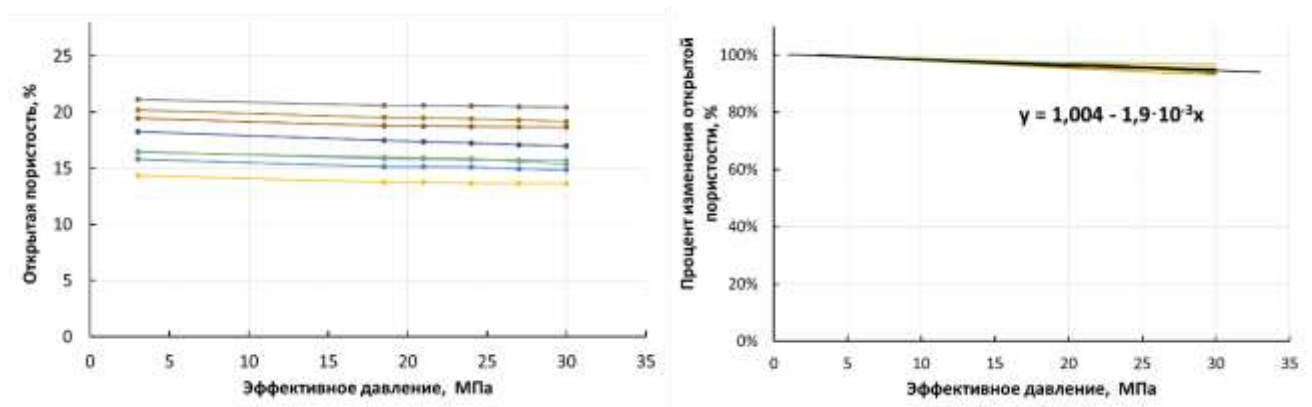 Открытая пористость, %
25
20
15
10
5
0
0 5 10 15 20 25 30 35
Эффективное давление, МПа
Процент изменения открытой
пористости, %
100%
80%
60%
40%
20%
0%
y = 1,004 - 1,9·10⁻³x
0 5 10 15 20 25 30 35
Эффективное давление, МПа